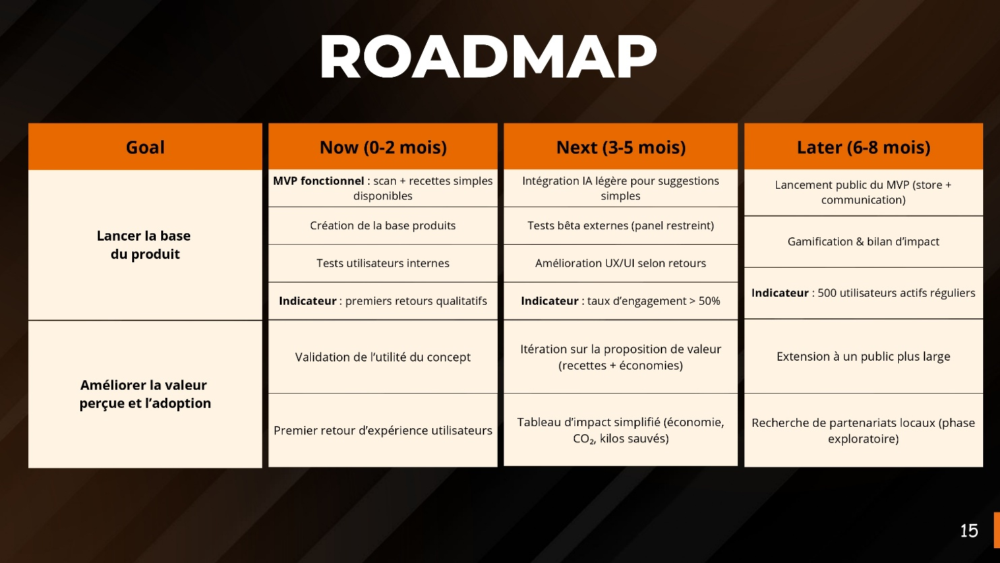 ROADMAP
Goal
Now (0-2 mois)
Next (3-5 mois)
Later (6-8 mois)
Lancer la base
du produit
MVP fonctionnel : scan + recettes simples
disponibles
Création de la base produits
Tests utilisateurs internes
Indicateur : premiers retours qualitatifs
Intégration IA légère pour suggestions
simples
Tests bêta externes (panel restreint)
Amélioration UX/UI selon retours
Indicateur : taux d’engagement > 50%
Lancement public du MVP (store +
communication)
Gamification & bilan d’impact
Indicateur : 500 utilisateurs actifs réguliers
Améliorer la valeur
perçue et l’adoption
Validation de l’utilité du concept
Premier retour d’expérience utilisateurs
Itération sur la proposition de valeur
(recettes + économies)
Tableau d’impact simplifié (économie,
CO₂, kilos sauvés)
Extension à un public plus large
Recherche de partenariats locaux (phase
exploratoire)
15